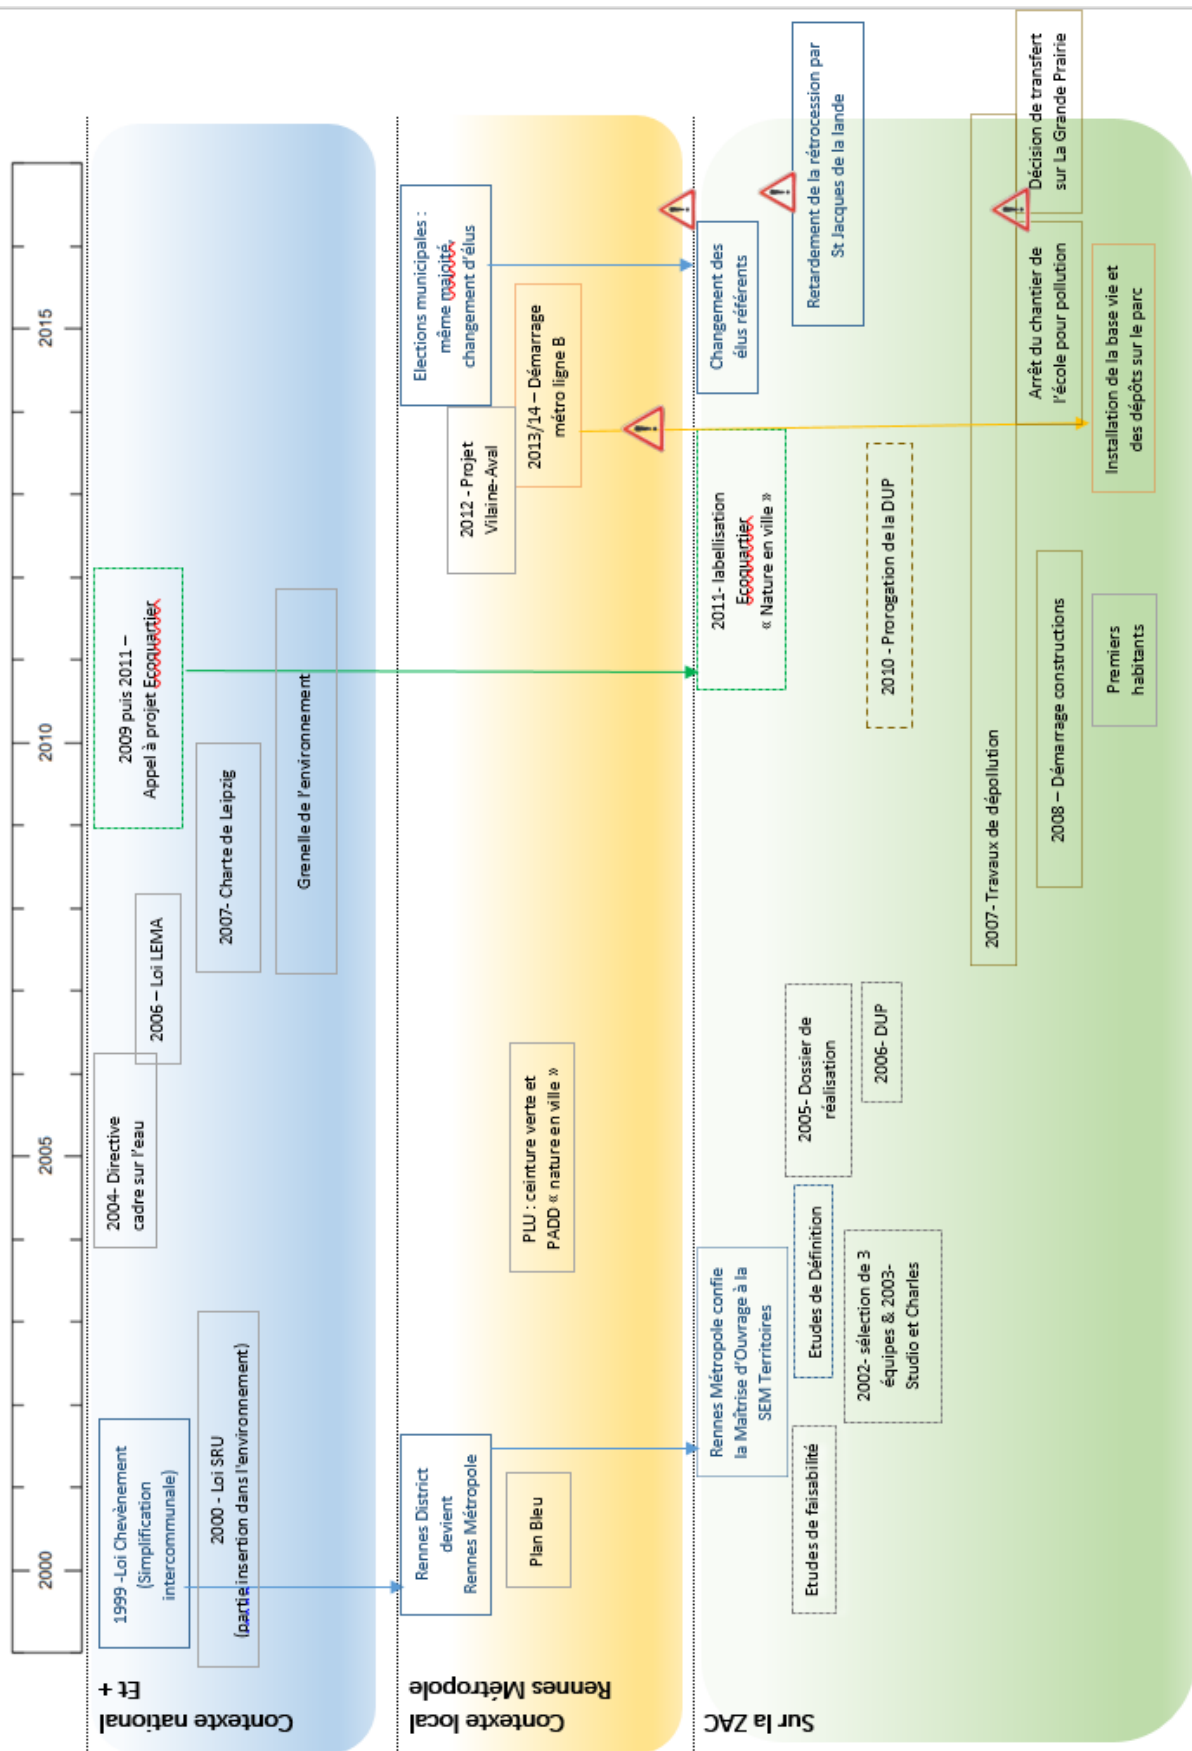 2000
2005
2010
2015
Contexte national
Et +
1999 -Loi Chevènement
(Simplification
intercommunale)
2000 - Loi SRU
(partie insertion dans l'environnement)
2004- Directive
cadre sur l'eau
2006 – Loi LEMA
2007- Charte de Leipzig
Grenelle de l'environnement
2009 puis 2011 –
Appel à projet Ecoquartier
Contexte local
Rennes Métropole
Rennes District
devient
Rennes Métropole
Plan Bleu
PLU : ceinture verte et
PADD « nature en ville »
2012 - Projet
Vilaine-Aval
2013/14 – Démarrage
métro ligne B
Elections municipales :
même majoité,
changement d'élus
Sur la ZAC
Rennes Métropole confie
la Maîtrise d'Ouvrage à la
SEM Territoires
Etudes de faisabilité
Etudes de Définition
2002- sélection de 3
équipes & 2003-
Studio et Charles
2005- Dossier de
réalisation
2006- DUP
2007- Travaux de dépollution
2008 – Démarrage constructions
Premiers
habitants
2010 - Prorogation de la DUP
2011- labellisation
Ecoquartier
« Nature en ville »
Changement des
élus référents
Retardement de la rétrocession par
St Jacques de la lande
Arrêt du chantier de
l'école pour pollution
Décision de transfert
sur La Grande Prairie
Installation de la base vie et
des dépôts sur le parc